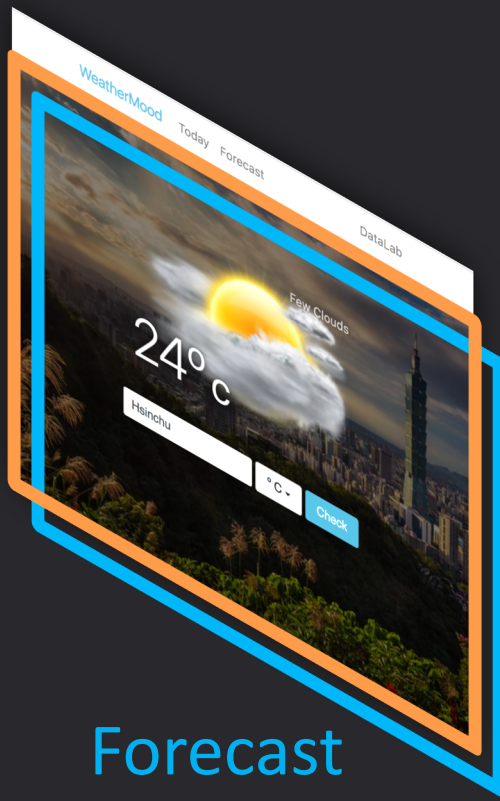 WeatherMood Today Forecast DataLab
Few Clouds
24° C
Hsinchu ° C Check
Forecast